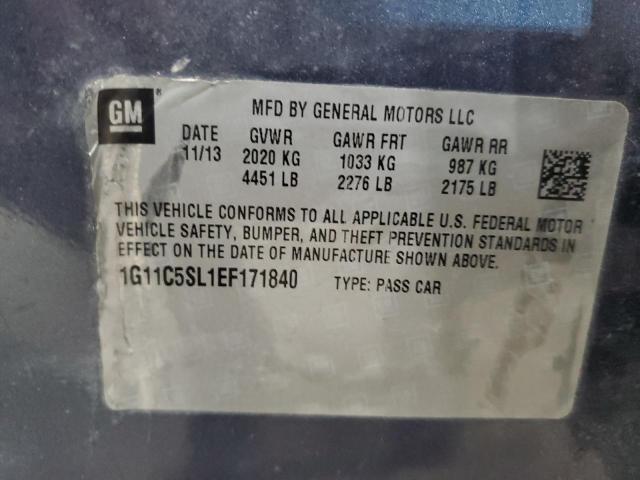 GM ®
MFD BY GENERAL MOTORS LLC
DATE GVWR GAWR FRT GAWR RR
11/13 2020 KG 1033 KG 987 KG
4451 LB 2276 LB 2175 LB
THIS VEHICLE CONFORMS TO ALL APPLICABLE U.S. FEDERAL MOTOR
VEHICLE SAFETY, BUMPER, AND THEFT PREVENTION STANDARDS IN
EFFECT ON THE DATE OF MANUFACTURE SHOWN ABOVE.
1G11C5SL1EF171840 TYPE: PASS CAR